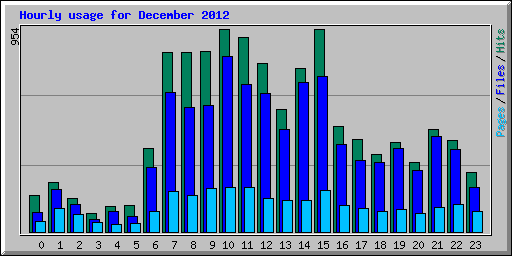 Hourly usage for December 2012
954
Pages / Files / Hits
0 1 2 3 4 5 6 7 8 9 10 11 12 13 14 15 16 17 18 19 20 21 22 23